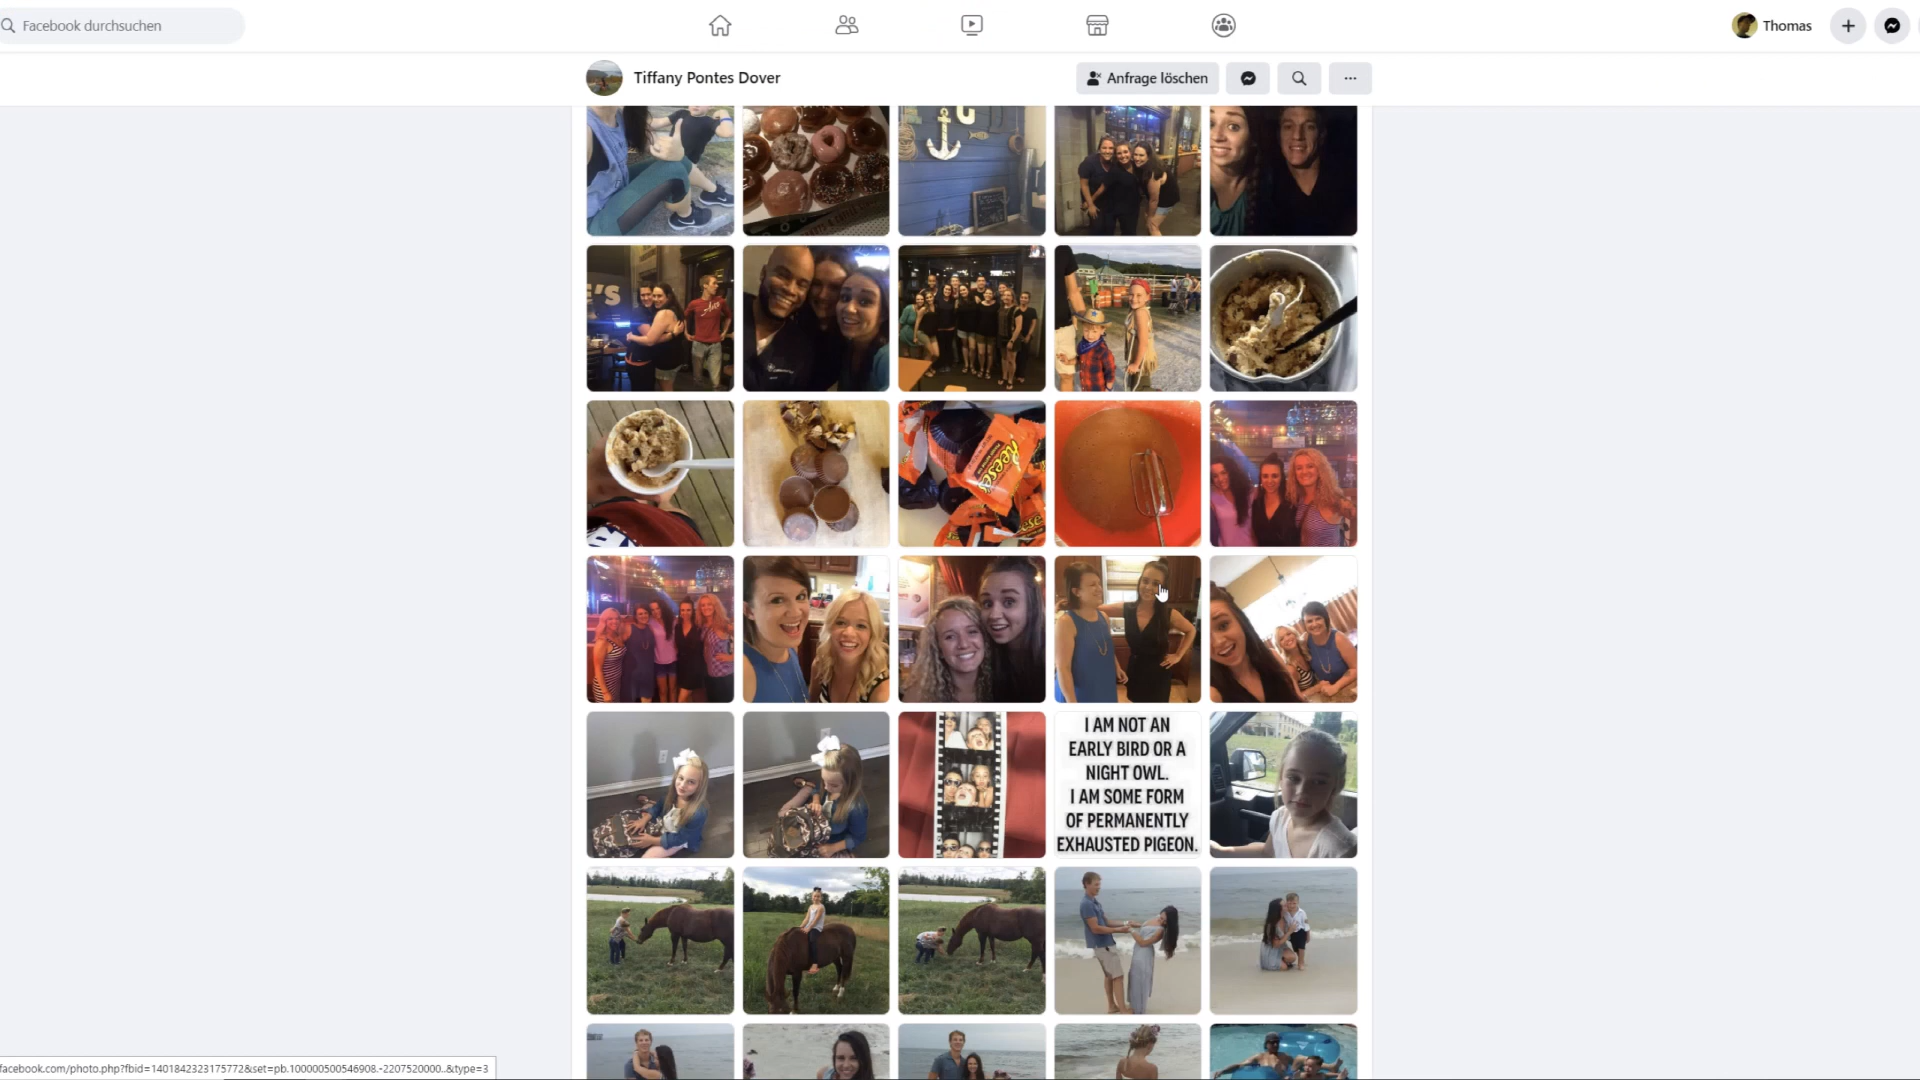 Facebook durchsuchen
Thomas
Tiffany Pontes Dover
Anfrage löschen
E'S
Reese's
I AM NOT AN
EARLY BIRD OR A
NIGHT OWL.
I AM SOME FORM
OF PERMANENTLY
EXHAUSTED PIGEON.
facebook.com/photo.php?fbid=1401842323175772&set=pb.100000500546908.-2207520000..&type=3